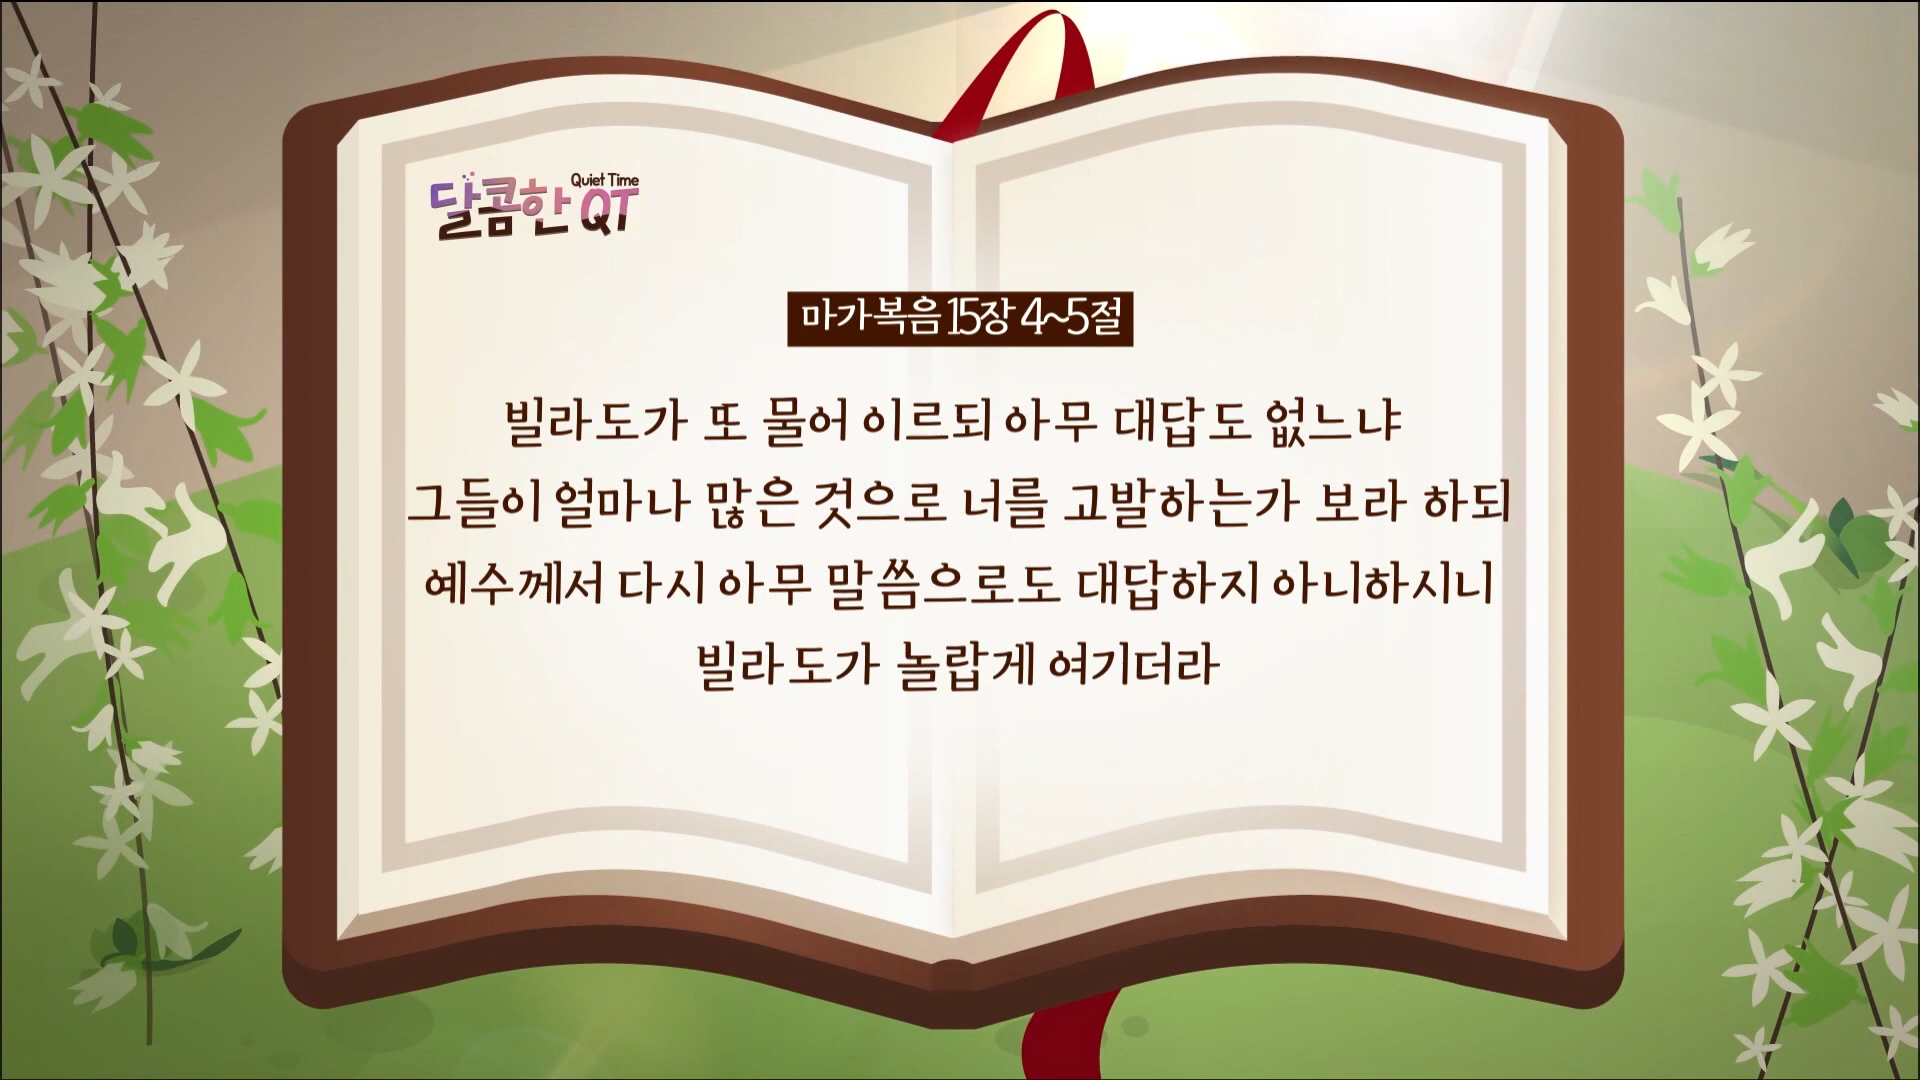 달콤한 QT
Quiet Time
마가복음 15장 4~5절
빌라도가 또 물어 이르되 아무 대답도 없느냐
그들이 얼마나 많은 것으로 너를 고발하는가 보라 하되
예수께서 다시 아무 말씀으로도 대답하지 아니하시니
빌라도가 놀랍게 여기더라